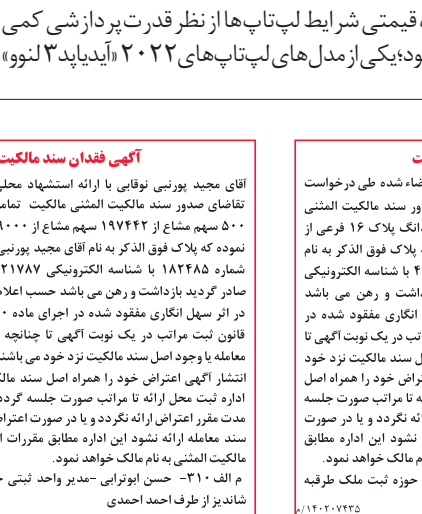 قیمتی شرایط لپ‌تاپ‌ها از نظر قدرت پردازشی کمی
ود؛ یکی از مدل‌های لپ‌تاپ‌های ۲۰۲۲ «آیدیاپد ۳ لنوو»
ضاء شده طی درخواست
ور سند مالکیت المثنی
دانگ پلاک ۱۶ فرعی از
پلاک فوق الذکر به نام
۴ با شناسه الکترونیکی
داشت و رهن می باشد
انگاری مفقود شده در
تب در یک نوبت آگهی تا
ل سند مالکیت نزد خود
راض خود را همراه اصل
ئه تا مراتب صورت جلسه
ائه نگردد و یا در صورت
نشود این اداره مطابق
م مالک خواهد نمود.
حوزه ثبت ملک طرقبه
۱۴۰۲۰۷۴۳۵/م
آگهی فقدان سند مالکیت
آقای مجید پورنبی نوقابی با ارائه استشهاد محلی
تقاضای صدور سند مالکیت المثنی مالکیت تمامی
۵۰۰ سهم مشاع از ۱۹۷۴۴۲ سهم مشاع از ۹۰۰۰
نموده که پلاک فوق الذکر به نام آقای مجید پورنبی
شماره ۱۸۲۴۸۵ با شناسه الکترونیکی ۲۱۷۸۷
صادر گردید بازداشت و رهن می باشد حسب اعلام
در اثر سهل انگاری مفقود شده در اجرای ماده
قانون ثبت مراتب در یک نوبت آگهی تا چنانچه
معامله یا وجود اصل سند مالکیت نزد خود می باشند
انتشار آگهی اعتراض خود را همراه اصل سند
اداره ثبت محل ارائه تا مراتب صورت جلسه گردد
مدت مقرر اعتراض ارائه نگردد و یا در صورت اعتراض
سند معامله ارائه نشود این اداره مطابق مقررات
مالکیت المثنی به نام مالک خواهد نمود.
م الف ۳۱۰- حسن ابوترابی -مدیر واحد ثبتی
شاندیز از طرف احمد احمدی